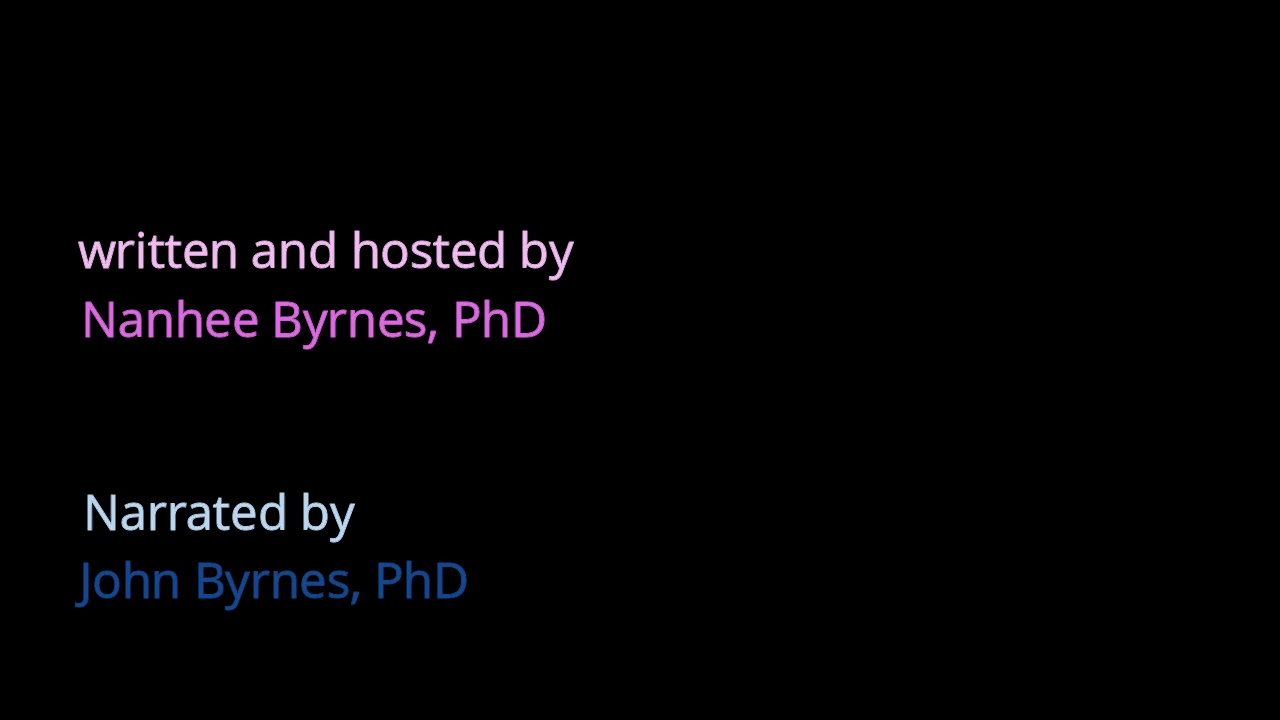 written and hosted by
Nanhee Byrnes, PhD
Narrated by
John Byrnes, PhD